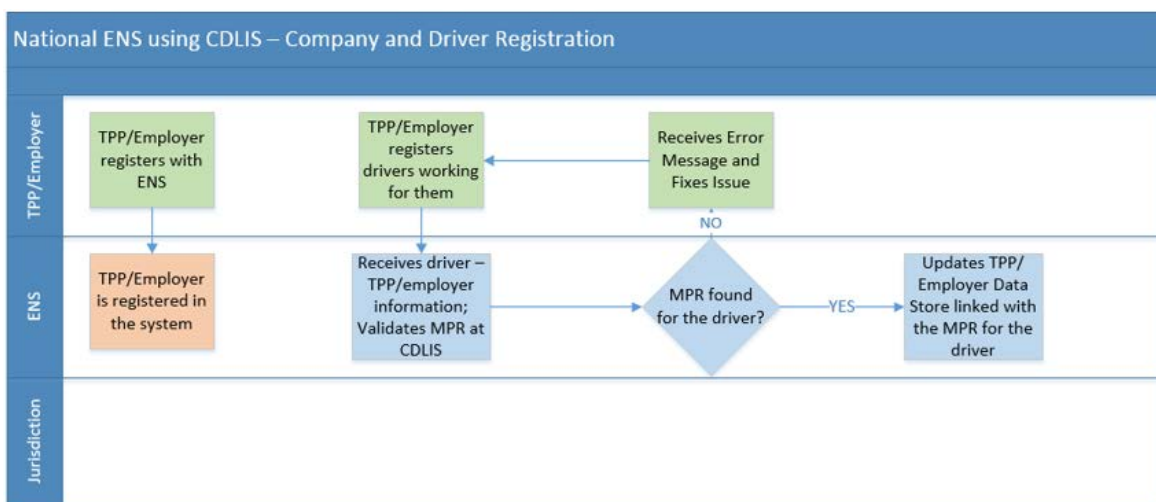 National ENS using CDLIS – Company and Driver Registration
TPP/Employer
TPP/Employer
registers with
ENS
TPP/Employer
registers
drivers working
for them
Receives Error
Message and
Fixes Issue
NO
ENS
TPP/Employer
is registered in
the system
Receives driver –
TPP/employer
information;
Validates MPR at
CDLIS
MPR found
for the driver?
YES
Updates TPP/
Employer Data
Store linked with
the MPR for the
driver
Jurisdiction